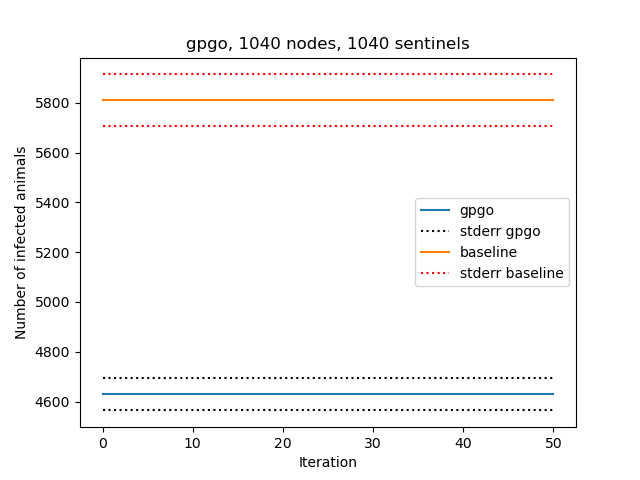 gpgo, 1040 nodes, 1040 sentinels
Number of infected animals
5800
5600
5400
5200
5000
4800
4600
gpgo
stderr gpgo
baseline
stderr baseline
0 10 20 30 40 50
Iteration